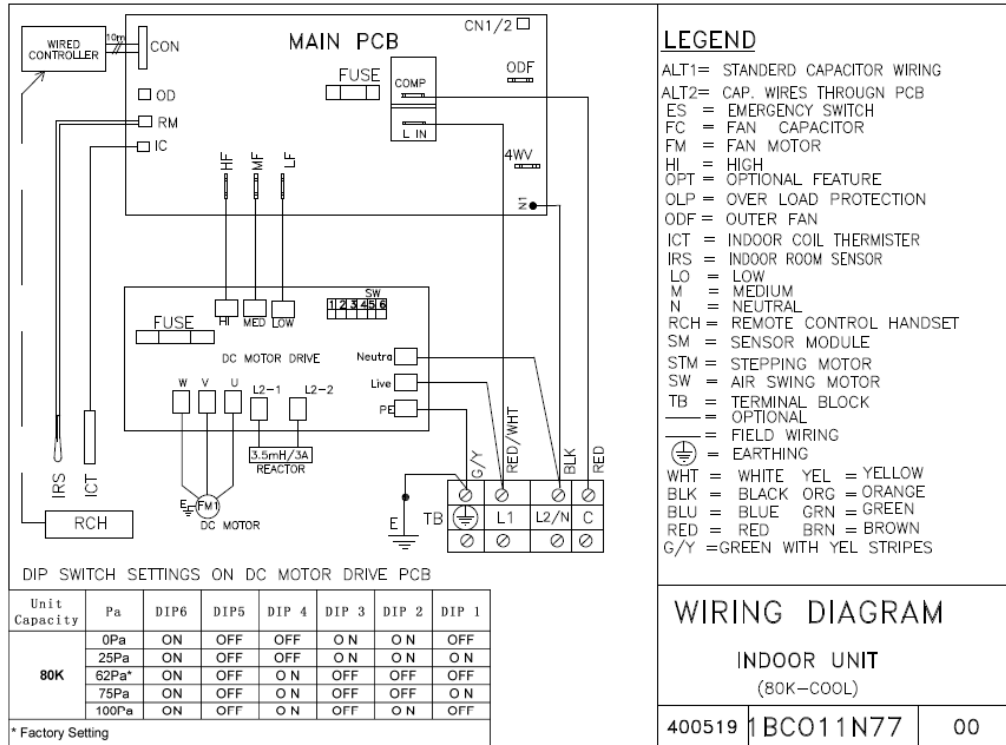 WIRED CONTROLLER
10m
CON
MAIN PCB
CN1/2
FUSE
COMP
ODF
OD
RM
IC
L IN
HF
MF
LF
4WV
N1
SW
1 2 3 4 5 6
FUSE
HI
MED
LOW
DC MOTOR DRIVE
Neutra
Live
PE
W
V
U
L2-1
L2-2
3.5mH/3A
REACTOR
G/Y
RED/WHT
BLK
RED
IRS
ICT
E
FM1
DC MOTOR
RCH
E
TB
L1
L2/N
C
DIP SWITCH SETTINGS ON DC MOTOR DRIVE PCB
Unit Capacity Pa DIP6 DIP5 DIP 4 DIP 3 DIP 2 DIP 1
80K
0Pa ON OFF OFF O N O N OFF
25Pa ON OFF OFF O N O N O N
62Pa* ON OFF O N OFF OFF OFF
75Pa ON OFF O N OFF OFF O N
100Pa ON OFF O N OFF O N OFF
* Factory Setting
LEGEND
ALT1= STANDERD CAPACITOR WIRING
ALT2= CAP. WIRES THROUGH PCB
ES = EMERGENCY SWITCH
FC = FAN CAPACITOR
FM = FAN MOTOR
HI = HIGH
OPT = OPTIONAL FEATURE
OLP = OVER LOAD PROTECTION
ODF = OUTER FAN
ICT = INDOOR COIL THERMISTER
IRS = INDOOR ROOM SENSOR
LO = LOW
M = MEDIUM
N = NEUTRAL
RCH = REMOTE CONTROL HANDSET
SM = SENSOR MODULE
STM = STEPPING MOTOR
SW = AIR SWING MOTOR
TB = TERMINAL BLOCK
= OPTIONAL
= FIELD WIRING
= EARTHING
WHT = WHITE YEL = YELLOW
BLK = BLACK ORG = ORANGE
BLU = BLUE GRN = GREEN
RED = RED BRN = BROWN
G/Y =GREEN WITH YEL STRIPES
WIRING DIAGRAM
INDOOR UNIT
(80K-COOL)
400519 1BCO11N77 00